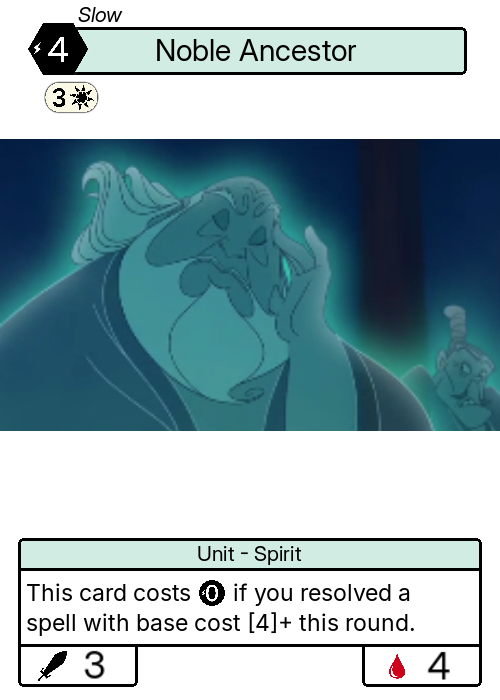 Slow
4
Noble Ancestor
3
Unit - Spirit
This card costs 0 if you resolved a
spell with base cost [4]+ this round.
3
4